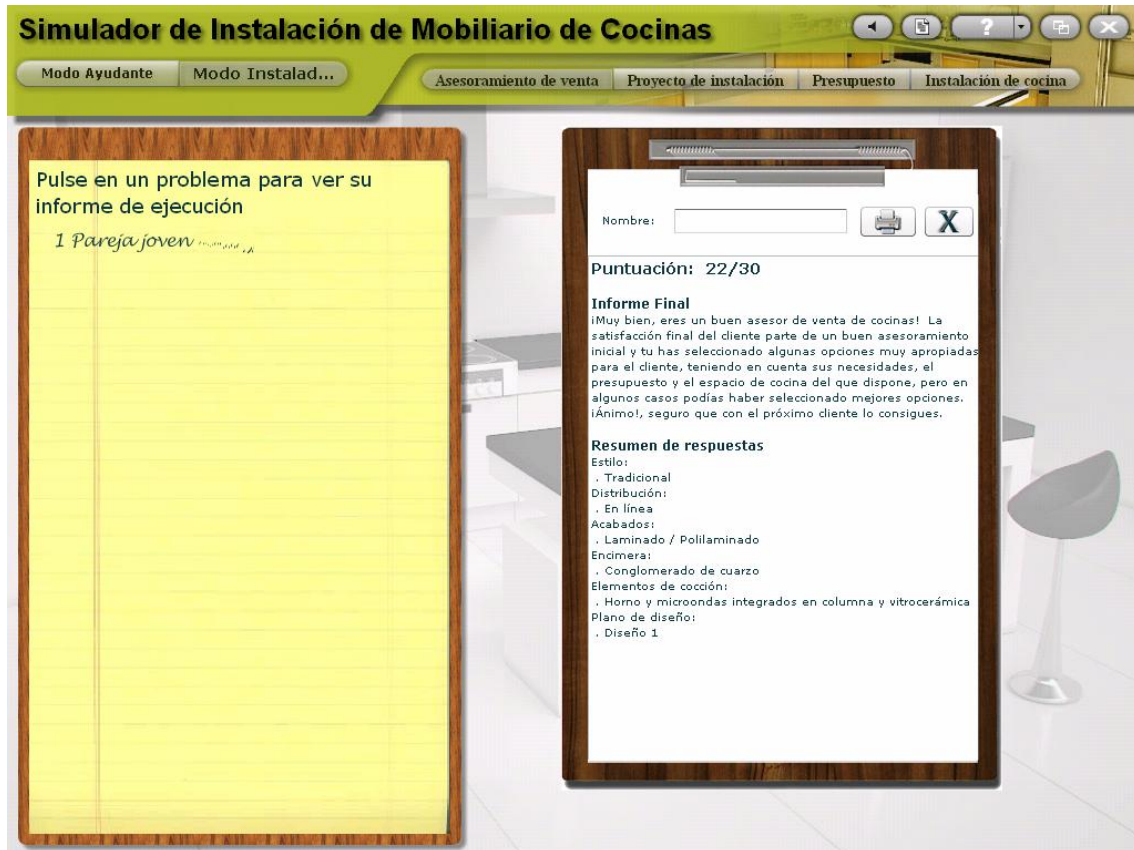 Simulador de Instalación de Mobiliario de Cocinas
?
Modo Ayudante
Modo Instalad...
Asesoramiento de venta
Proyecto de instalación
Presupuesto
Instalación de cocina
Pulse en un problema para ver su
informe de ejecución
1 Pareja joven
Nombre:
X
Puntuación: 22/30
Informe Final
¡Muy bien, eres un buen asesor de venta de cocinas! La
satisfacción final del cliente parte de un buen asesoramiento
inicial y tu has seleccionado algunas opciones muy apropiadas
para el cliente, teniendo en cuenta sus necesidades, el
presupuesto y el espacio de cocina del que dispone, pero en
algunos casos podías haber seleccionado mejores opciones.
¡Ánimo!, seguro que con el próximo cliente lo consigues.
Resumen de respuestas
Estilo:
. Tradicional
Distribución:
. En línea
Acabados:
. Laminado / Polilaminado
Encimera:
. Conglomerado de cuarzo
Elementos de cocción:
. Horno y microondas integrados en columna y vitrocerámica
Plano de diseño:
. Diseño 1